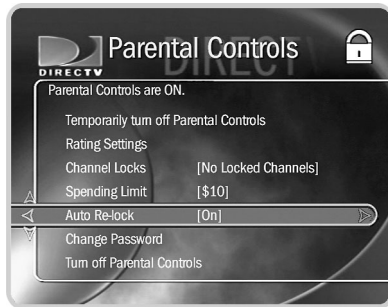 DIRECTV
Parental Controls
DIRECTV
Parental Controls are ON.
Temporarily turn off Parental Controls
Rating Settings
Channel Locks [No Locked Channels]
Spending Limit [$10]
Auto Re-lock [On]
Change Password
Turn off Parental Controls